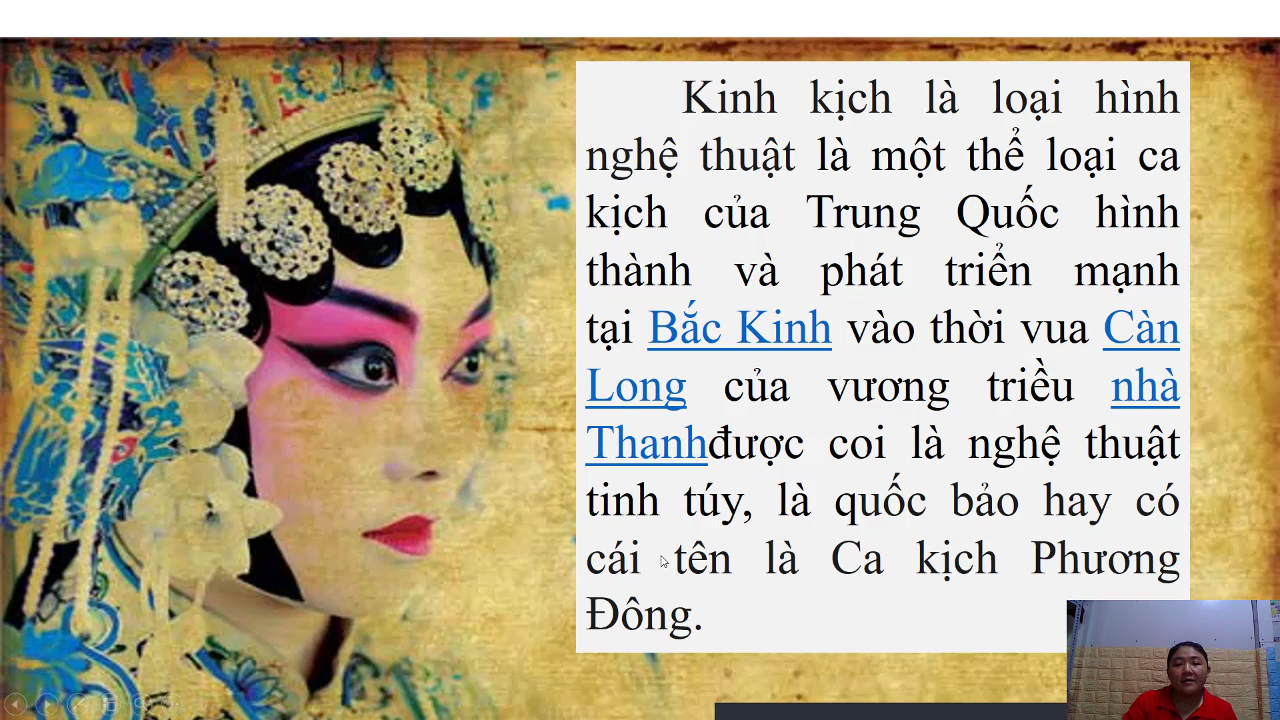 Kinh kịch là loại hình
nghệ thuật là một thể loại ca
kịch của Trung Quốc hình
thành và phát triển mạnh
tại Bắc Kinh vào thời vua Càn
Long của vương triều nhà
Thanhđược coi là nghệ thuật
tinh túy, là quốc bảo hay có
cái tên là Ca kịch Phương
Đông.